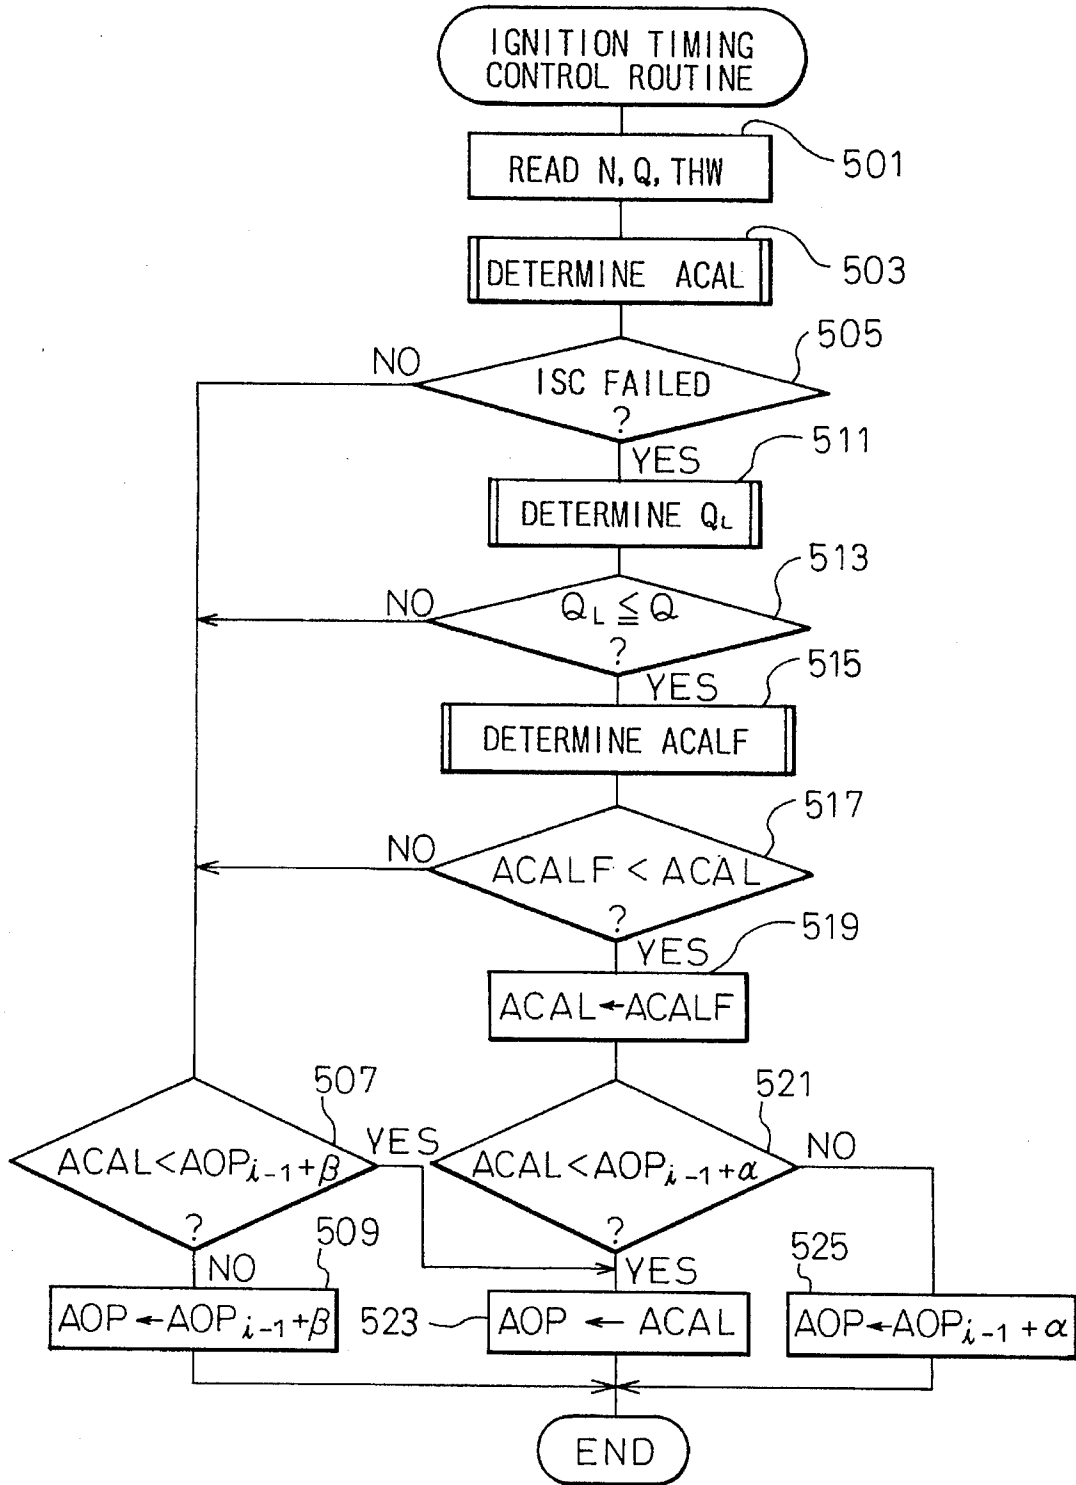 IGNITION TIMING
CONTROL ROUTINE
READ N, Q, THW
501
DETERMINE ACAL
503
505
NO
ISC FAILED
?
YES
511
DETERMINE QL
513
NO
QL ≦ Q
?
YES
515
DETERMINE ACALF
517
NO
ACALF < ACAL
?
YES
519
ACAL←ACALF
507
521
ACAL<AOPi-1+β
?
YES
ACAL<AOPi-1+α
?
NO
509
NO
YES
525
AOP←AOPi-1+β
523
AOP ← ACAL
AOP←AOPi-1+α
END